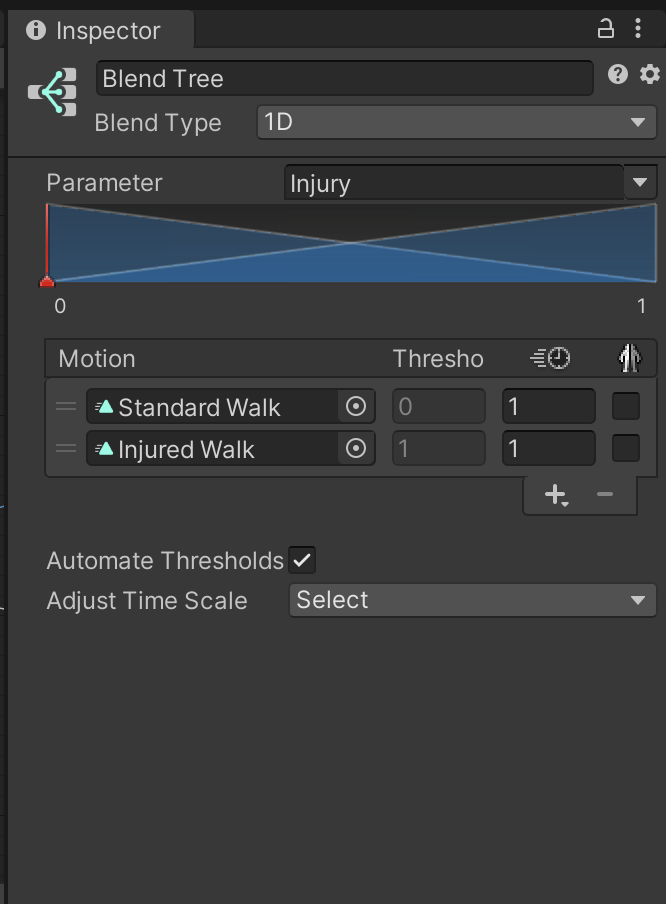 Inspector
Blend Tree
Blend Type 1D
Parameter Injury
0 1
Motion Thresho
Standard Walk 0 1
Injured Walk 1 1
Automate Thresholds
Adjust Time Scale Select